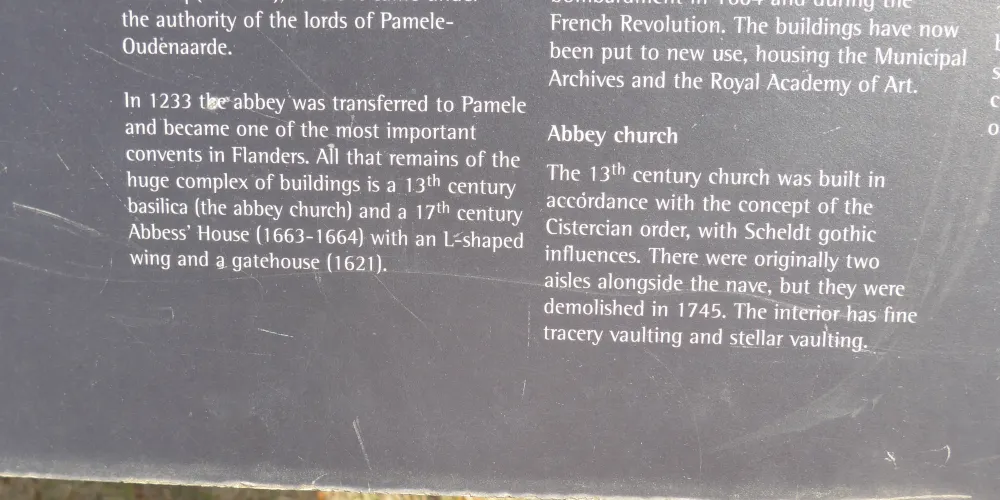 the authority of the lords of Pamele-
Oudenaarde.
In 1233 the abbey was transferred to Pamele
and became one of the most important
convents in Flanders. All that remains of the
huge complex of buildings is a 13th century
basilica (the abbey church) and a 17th century
Abbess' House (1663-1664) with an L-shaped
wing and a gatehouse (1621).
and during the
French Revolution. The buildings have now
been put to new use, housing the Municipal
Archives and the Royal Academy of Art.
Abbey church
The 13th century church was built in
accordance with the concept of the
Cistercian order, with Scheldt gothic
influences. There were originally two
aisles alongside the nave, but they were
demolished in 1745. The interior has fine
tracery vaulting and stellar vaulting.